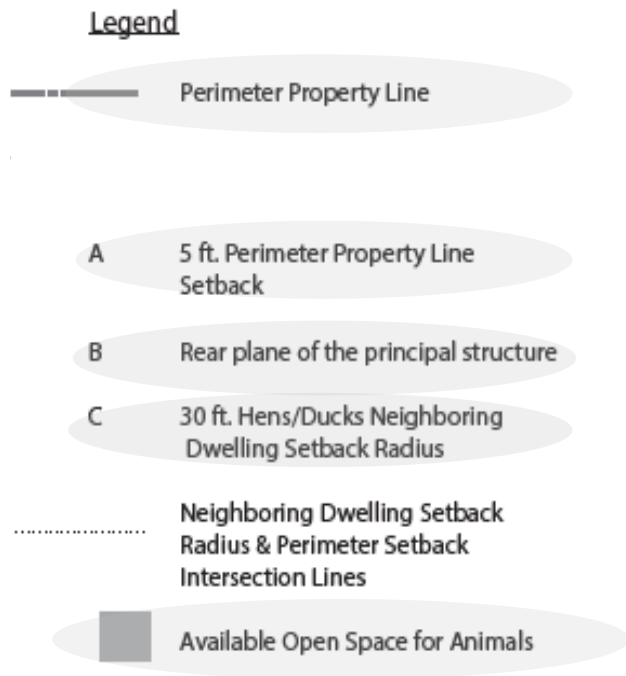 Legend
Perimeter Property Line
A 5 ft. Perimeter Property Line
Setback
B Rear plane of the principal structure
C 30 ft. Hens/Ducks Neighboring
Dwelling Setback Radius
Neighboring Dwelling Setback
Radius & Perimeter Setback
Intersection Lines
Available Open Space for Animals